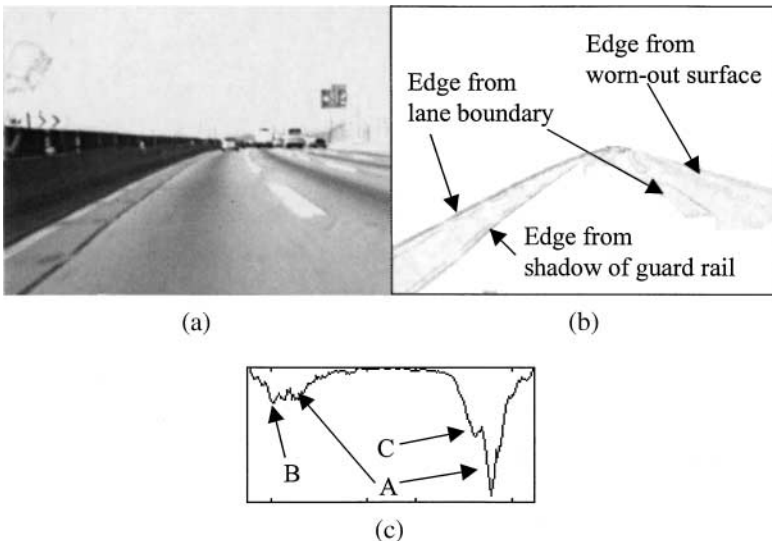 Edge from
worn-out surface
Edge from
lane boundary
Edge from
shadow of guard rail
(a)
(b)
C
B
A
(c)